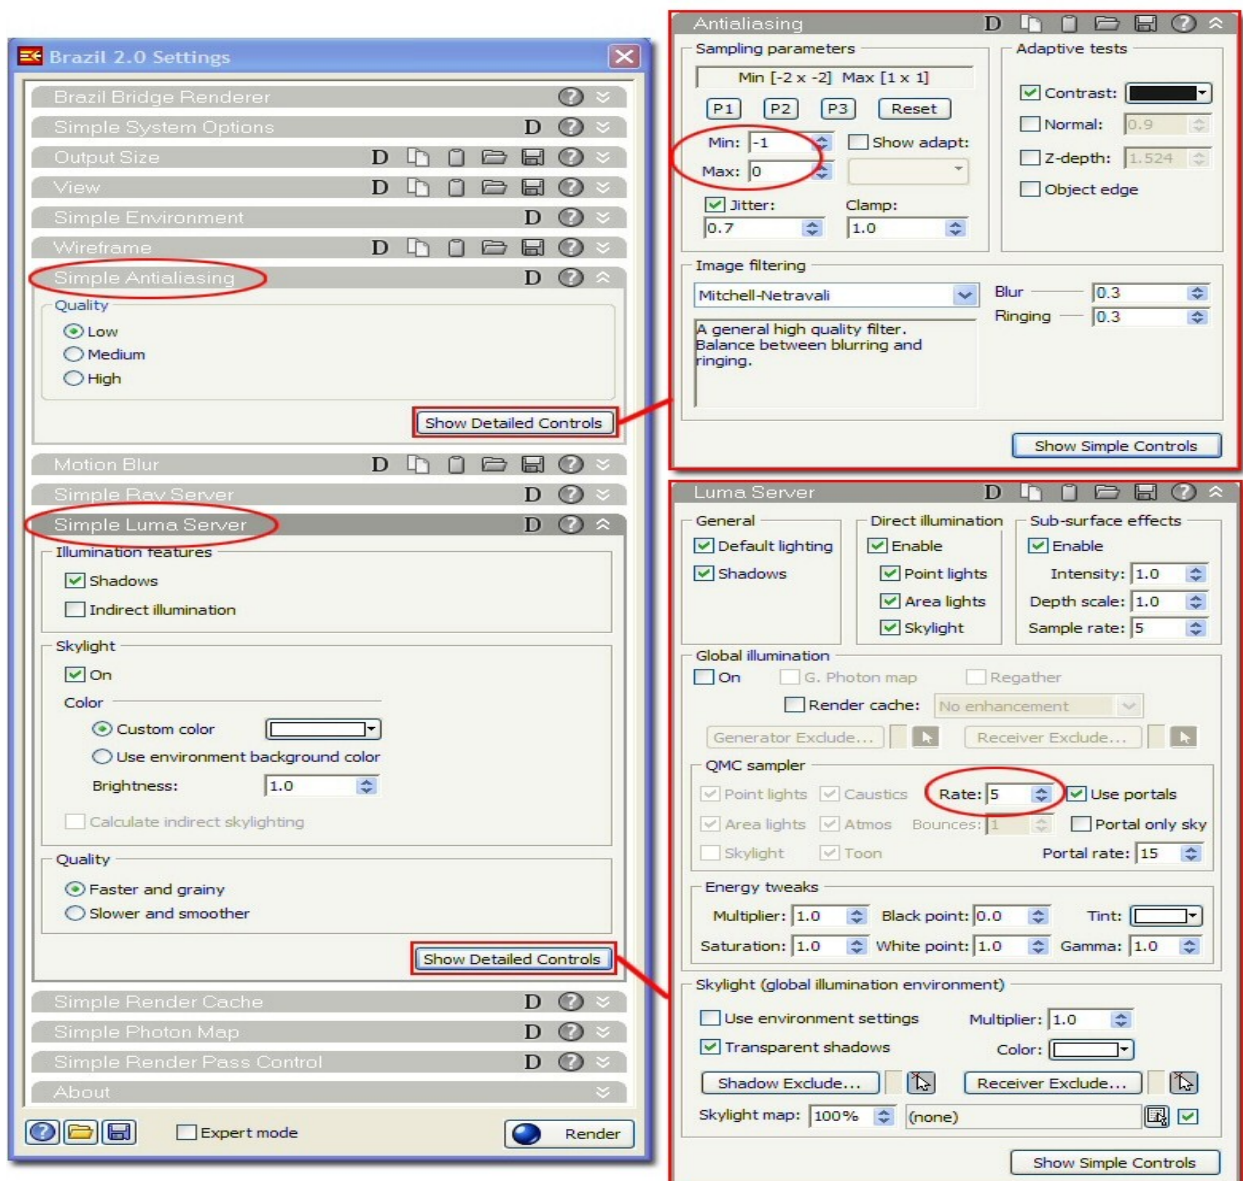 Brazil 2.0 Settings
Brazil Bridge Renderer
Simple System Options D
Output Size D
View D
Simple Environment D
Wireframe D
Simple Antialiasing D
Quality
Low
Medium
High
Show Detailed Controls
Motion Blur D
Simple Ray Server D
Simple Luma Server D
Illumination features
Shadows
Indirect illumination
Skylight
On
Color
Custom color
Use environment background color
Brightness: 1.0
Calculate indirect skylighting
Quality
Faster and grainy
Slower and smoother
Show Detailed Controls
Simple Render Cache D
Simple Photon Map D
Simple Render Pass Control D
About
Expert mode Render
Antialiasing D
Sampling parameters Adaptive tests
Min [-2 x -2] Max [1 x 1]
Contrast:
P1 P2 P3 Reset
Normal: 0.9
Min: -1 Show adapt:
Z-depth: 1.524
Max: 0
Object edge
Jitter: Clamp:
0.7 1.0
Image filtering
Mitchell-Netravali Blur 0.3
Ringing 0.3
A general high quality filter.
Balance between blurring and
ringing.
Show Simple Controls
Luma Server D
General Direct illumination Sub-surface effects
Default lighting Enable Enable
Shadows Point lights Intensity: 1.0
Area lights Depth scale: 1.0
Skylight Sample rate: 5
Global illumination
On G. Photon map Regather
Render cache: No enhancement
Generator Exclude... Receiver Exclude...
QMC sampler
Point lights Caustics Rate: 5 Use portals
Area lights Atmos Bounces: 1 Portal only sky
Skylight Toon Portal rate: 15
Energy tweaks
Multiplier: 1.0 Black point: 0.0 Tint:
Saturation: 1.0 White point: 1.0 Gamma: 1.0
Skylight (global illumination environment)
Use environment settings Multiplier: 1.0
Transparent shadows Color:
Shadow Exclude... Receiver Exclude...
Skylight map: 100% (none)
Show Simple Controls